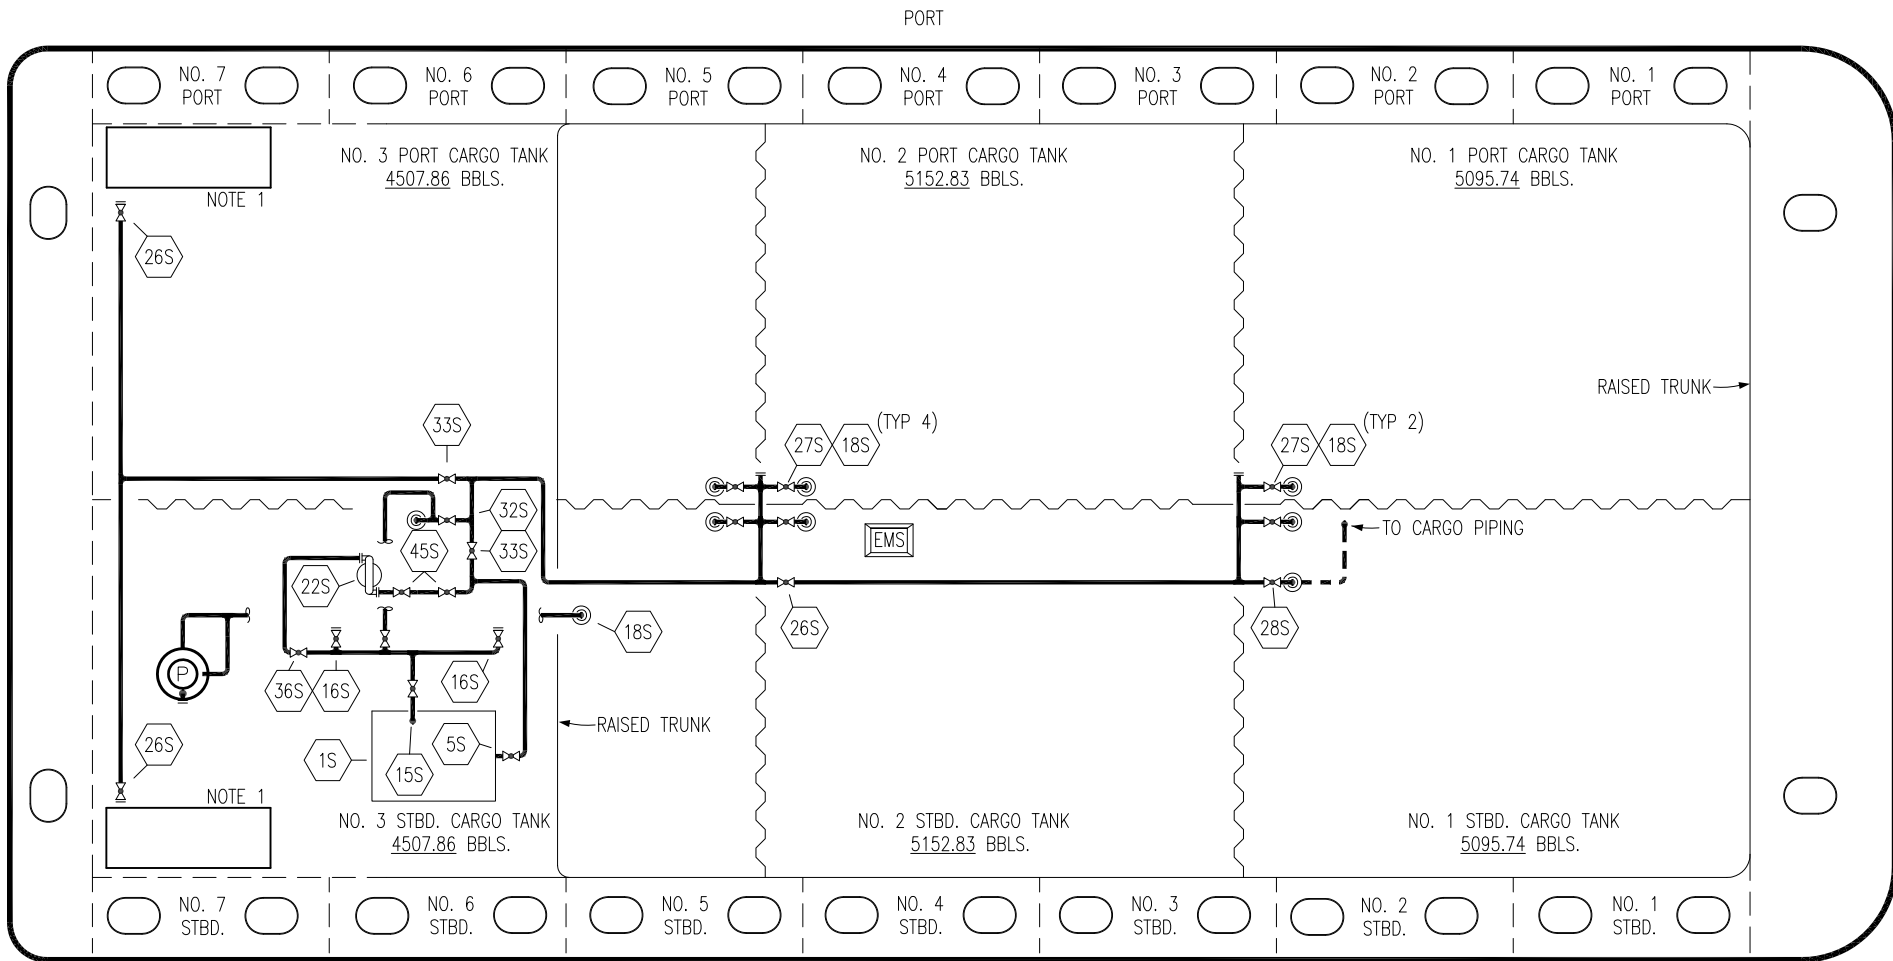 PORT
NO. 7
PORT
NO. 6
PORT
NO. 5
PORT
NO. 4
PORT
NO. 3
PORT
NO. 2
PORT
NO. 1
PORT
NO. 3 PORT CARGO TANK
4507.86 BBLS.
NO. 2 PORT CARGO TANK
5152.83 BBLS.
NO. 1 PORT CARGO TANK
5095.74 BBLS.
NOTE 1
26S
RAISED TRUNK
33S
27S
18S
(TYP 4)
27S
18S
(TYP 2)
32S
33S
45S
EMS
TO CARGO PIPING
22S
18S
26S
28S
P
36S
16S
16S
RAISED TRUNK
26S
1S
15S
5S
NOTE 1
NO. 3 STBD. CARGO TANK
4507.86 BBLS.
NO. 2 STBD. CARGO TANK
5152.83 BBLS.
NO. 1 STBD. CARGO TANK
5095.74 BBLS.
NO. 7
STBD.
NO. 6
STBD.
NO. 5
STBD.
NO. 4
STBD.
NO. 3
STBD.
NO. 2
STBD.
NO. 1
STBD.